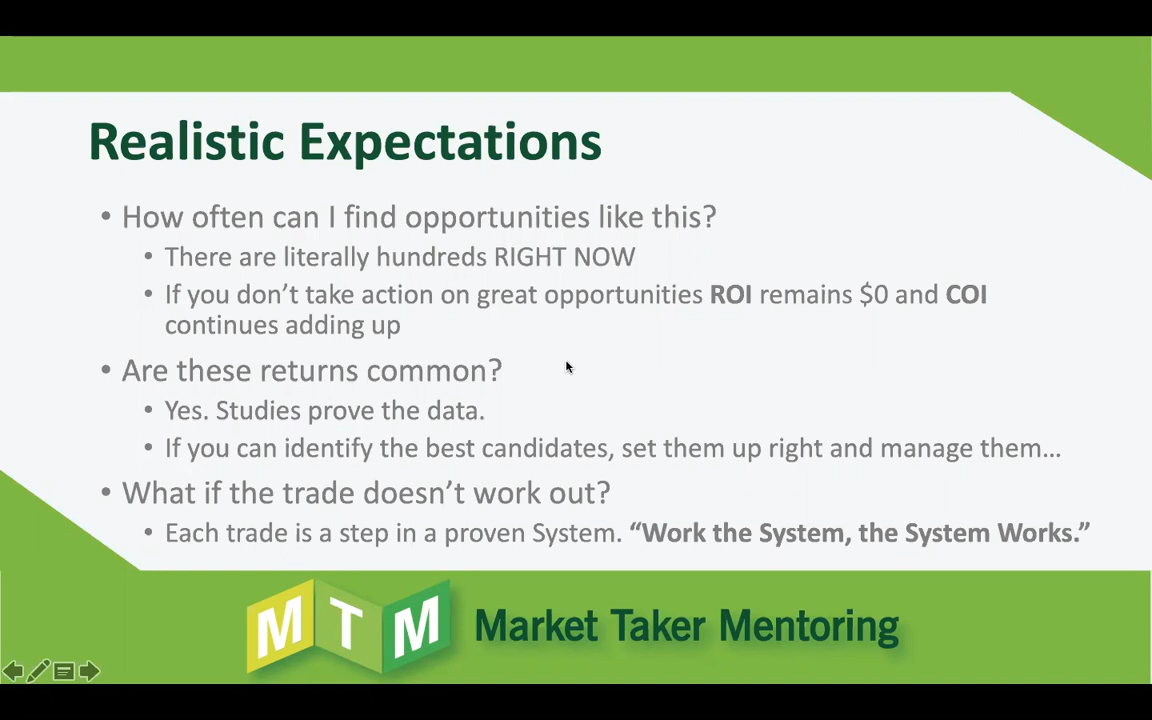 Realistic Expectations
• How often can I find opportunities like this?
• There are literally hundreds RIGHT NOW
• If you don’t take action on great opportunities ROI remains $0 and COI
continues adding up
• Are these returns common?
• Yes. Studies prove the data.
• If you can identify the best candidates, set them up right and manage them…
• What if the trade doesn’t work out?
• Each trade is a step in a proven System. “Work the System, the System Works.”
MTM Market Taker Mentoring